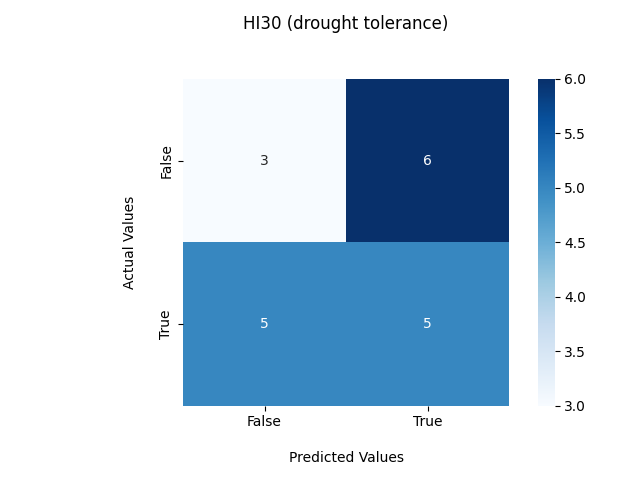 HI30 (drought tolerance)
6.0
5.5
5.0
4.5
4.0
3.5
3.0
Actual Values
False
True
3
6
5
5
False
True
Predicted Values